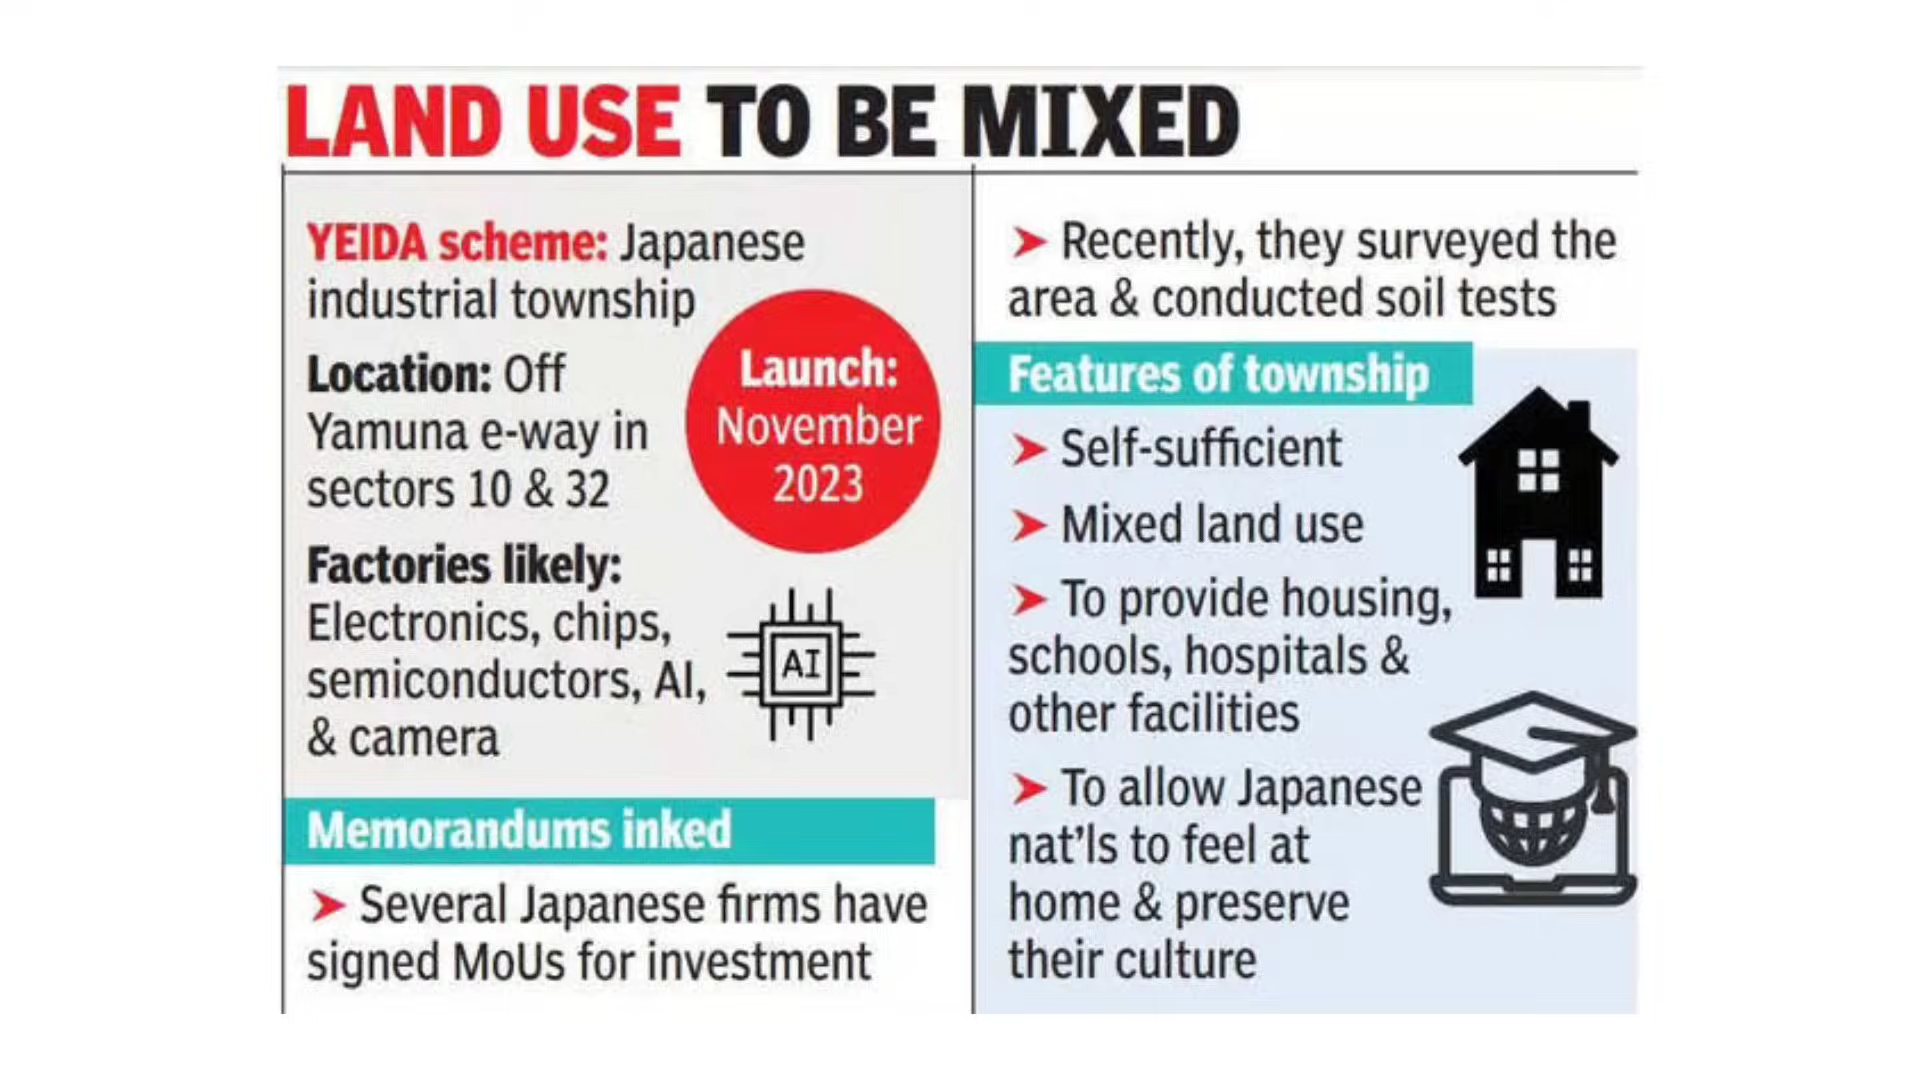 LAND USE TO BE MIXED
YEIDA scheme: Japanese
industrial township
Launch:
November
2023
Location: Off
Yamuna e-way in
sectors 10 & 32
Factories likely:
Electronics, chips,
semiconductors, AI,
& camera
AI
Memorandums inked
➤ Several Japanese firms have
signed MoUs for investment
➤ Recently, they surveyed the
area & conducted soil tests
Features of township
➤ Self-sufficient
➤ Mixed land use
➤ To provide housing,
schools, hospitals &
other facilities
➤ To allow Japanese
nat'ls to feel at
home & preserve
their culture